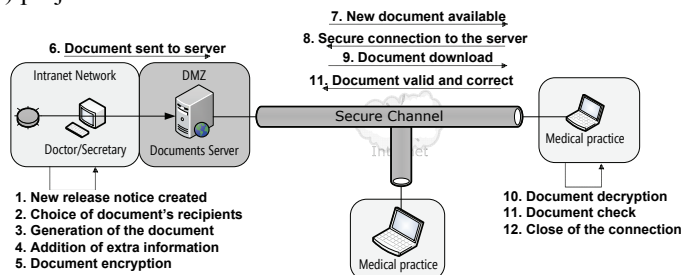 ) proj
7. New document available
6. Document sent to server
8. Secure connection to the server
9. Document download
11. Document valid and correct
Intranet Network
DMZ
Secure Channel
Internet
Doctor/Secretary
Documents Server
Medical practice
1. New release notice created
2. Choice of document's recipients
3. Generation of the document
4. Addition of extra information
5. Document encryption
10. Document decryption
11. Document check
12. Close of the connection
Medical practice